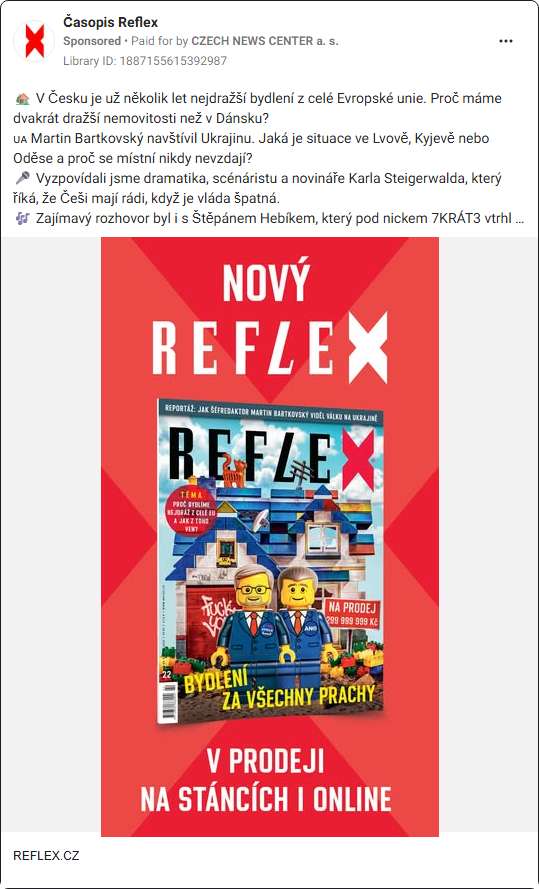 Časopis Reflex
Sponsored • Paid for by CZECH NEWS CENTER a. s.
Library ID: 1887155615392987
V Česku je už několik let nejdražší bydlení z celé Evropské unie. Proč máme
dvakrát dražší nemovitosti než v Dánsku?
UA Martin Bartkovský navštívil Ukrajinu. Jaká je situace ve Lvově, Kyjevě nebo
Oděse a proč se místní nikdy nevzdají?
Vyzpovídali jsme dramatika, scénáristu a novináře Karla Steigerwalda, který
říká, že Češi mají rádi, když je vláda špatná.
Zajímavý rozhovor byl i s Štěpánem Hebíkem, který pod nickem 7KRÁT3 vtrhl ...
NOVÝ
REFLEX
REPORTÁŽ: JAK ŠÉFREDAKTOR MARTIN BARTKOVSKÝ VIDĚL VÁLKU NA UKRAJINĚ
REFLEX
TÉMA
PROČ BYDLÍME
NEJDRÁŽ Z CELÉ EU
A JAK Z TOHO
VEN?
FUCK
YOU
ANO
NA PRODEJ
299 999 999 Kč
22
BYDLENÍ
ZA VŠECHNY PRACHY
V PRODEJI
NA STÁNCÍCH I ONLINE
REFLEX.CZ